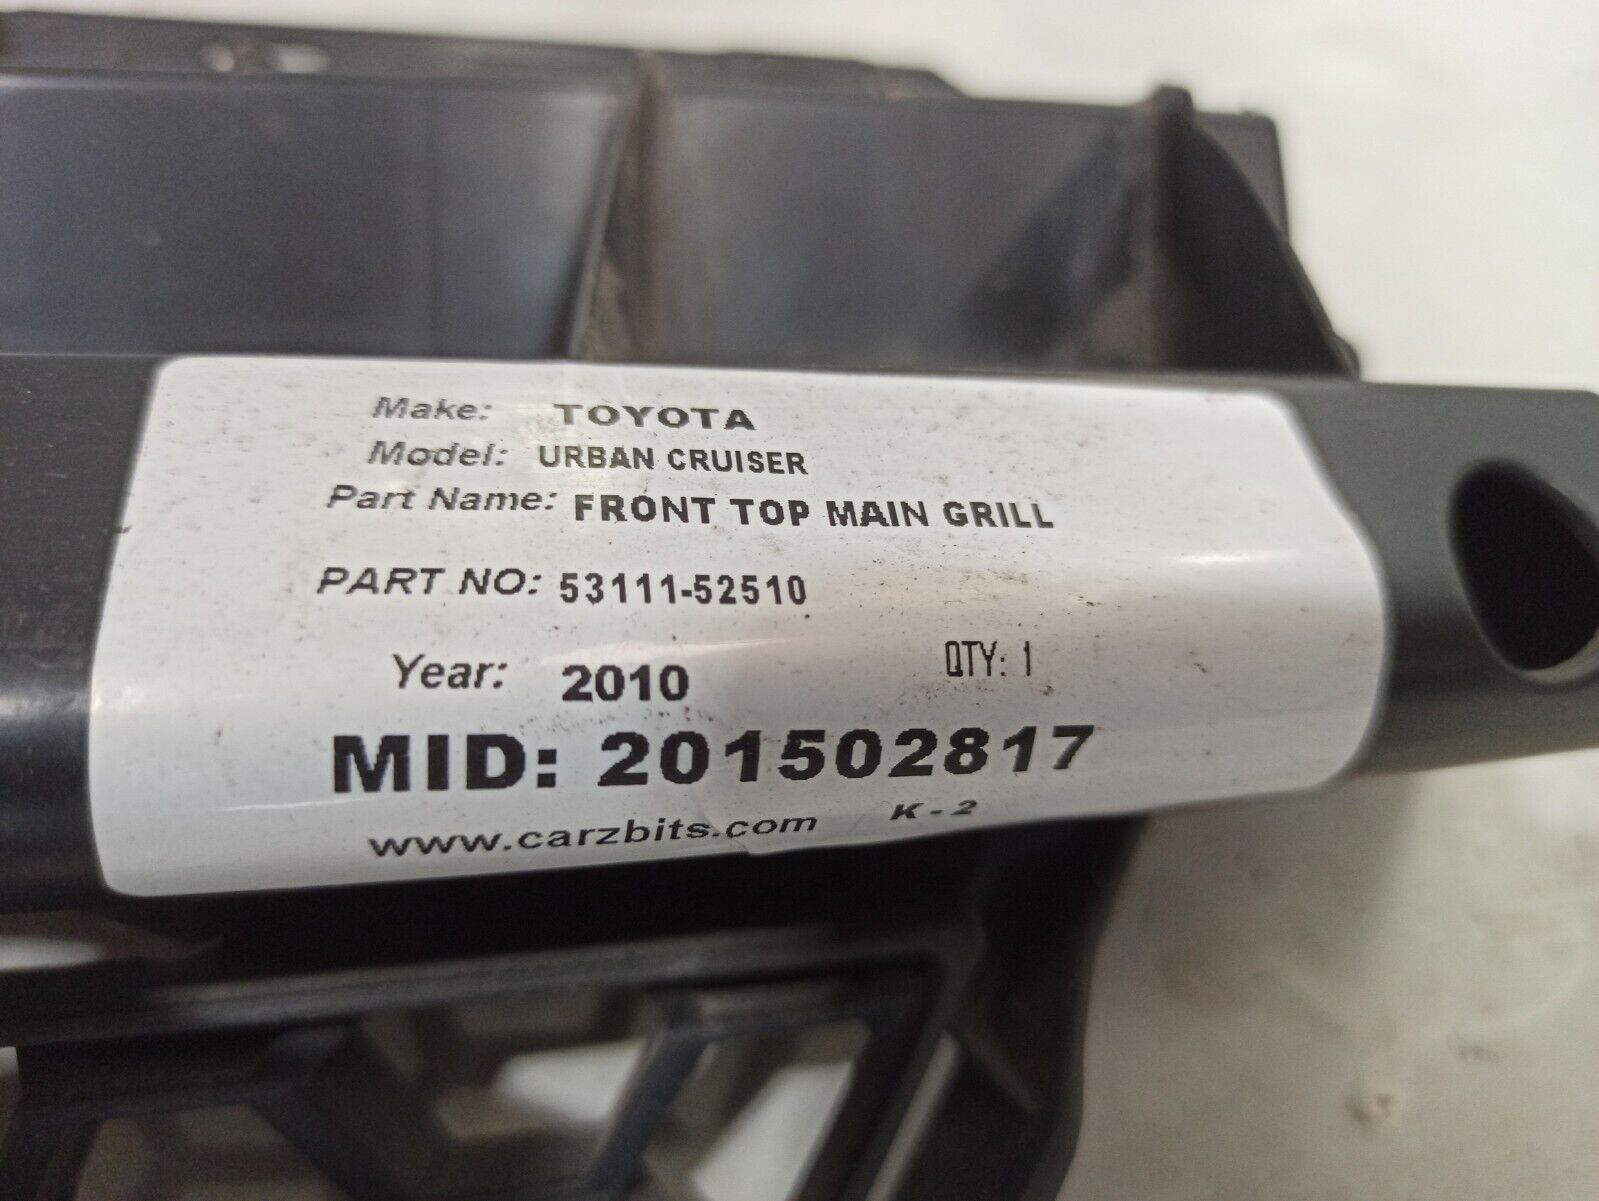 Make: TOYOTA
Model: URBAN CRUISER
Part Name: FRONT TOP MAIN GRILL
PART NO: 53111-52510
Year: 2010 QTY: 1
MID: 201502817
www.carzbits.com K-2